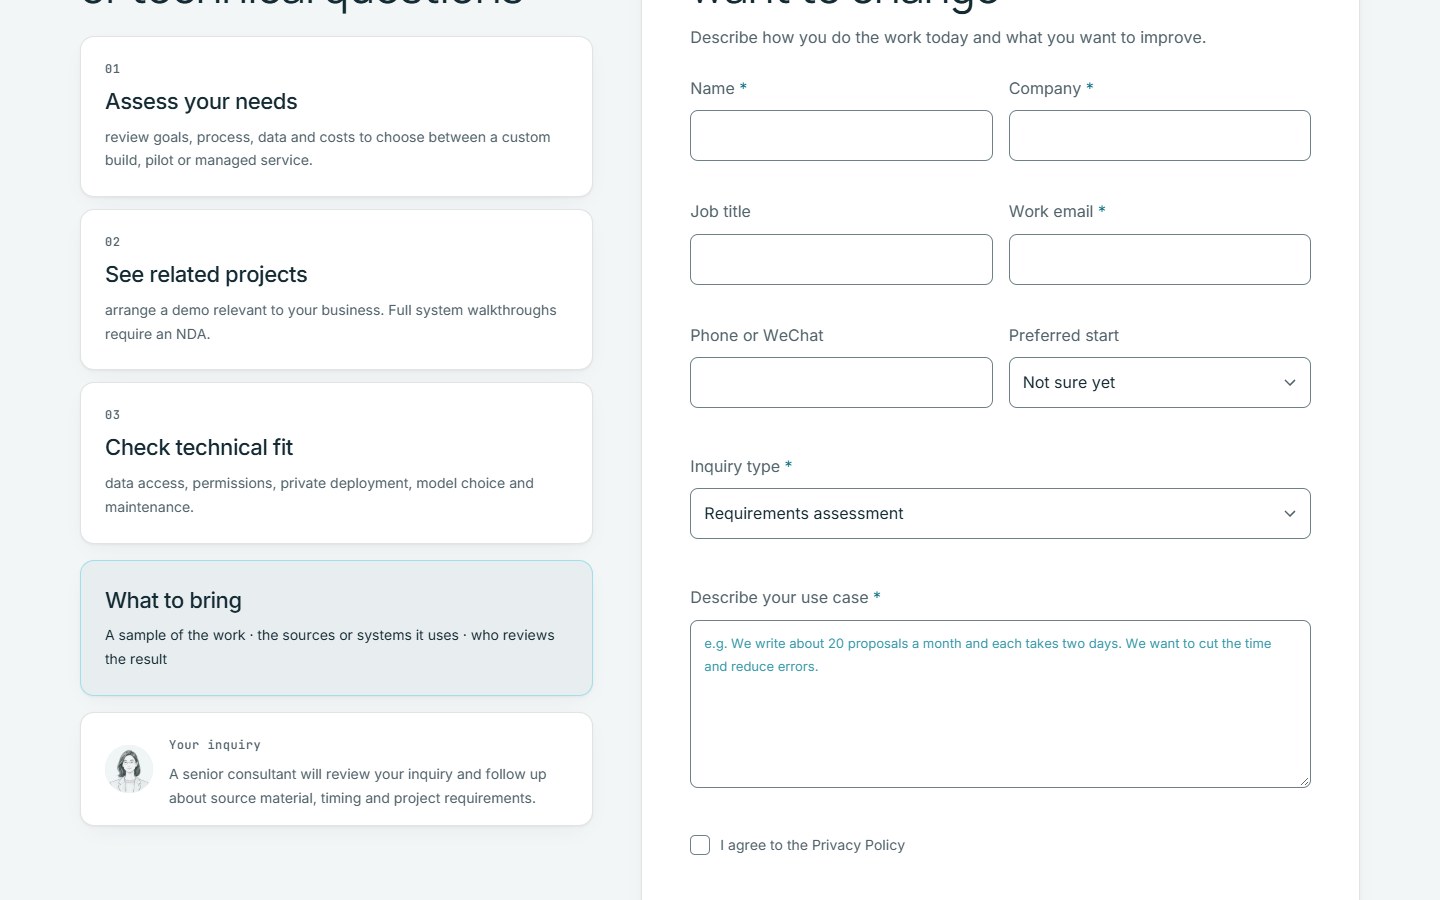 or technical questions
01
Assess your needs
review goals, process, data and costs to choose between a custom
build, pilot or managed service.
02
See related projects
arrange a demo relevant to your business. Full system walkthroughs
require an NDA.
03
Check technical fit
data access, permissions, private deployment, model choice and
maintenance.
What to bring
A sample of the work · the sources or systems it uses · who reviews
the result
Your inquiry
A senior consultant will review your inquiry and follow up
about source material, timing and project requirements.
want to change
Describe how you do the work today and what you want to improve.
Name *
Company *
Job title
Work email *
Phone or WeChat
Preferred start
Not sure yet
Inquiry type *
Requirements assessment
Describe your use case *
e.g. We write about 20 proposals a month and each takes two days. We want to cut the time
and reduce errors.
I agree to the Privacy Policy